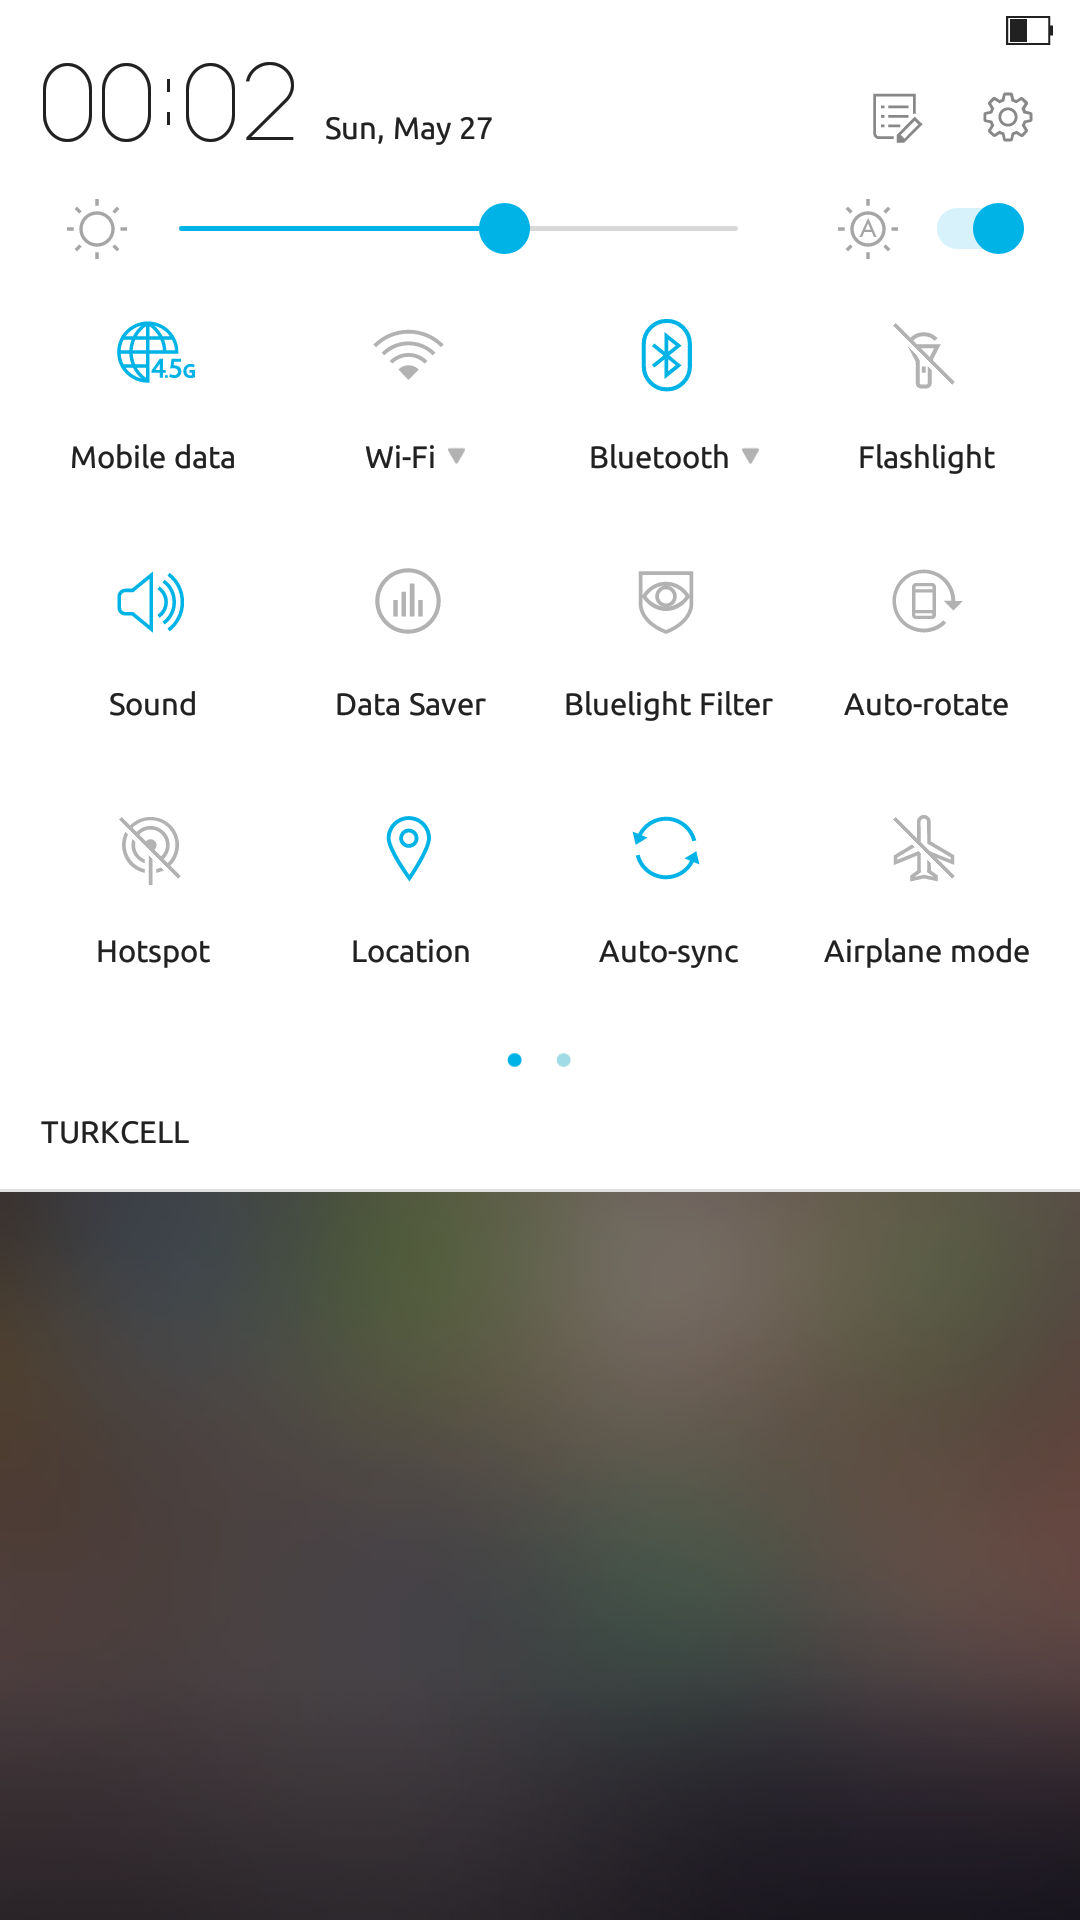 00:02 Sun, May 27
A
4.5G
Mobile data Wi-Fi Bluetooth Flashlight
Sound Data Saver Bluelight Filter Auto-rotate
Hotspot Location Auto-sync Airplane mode
TURKCELL